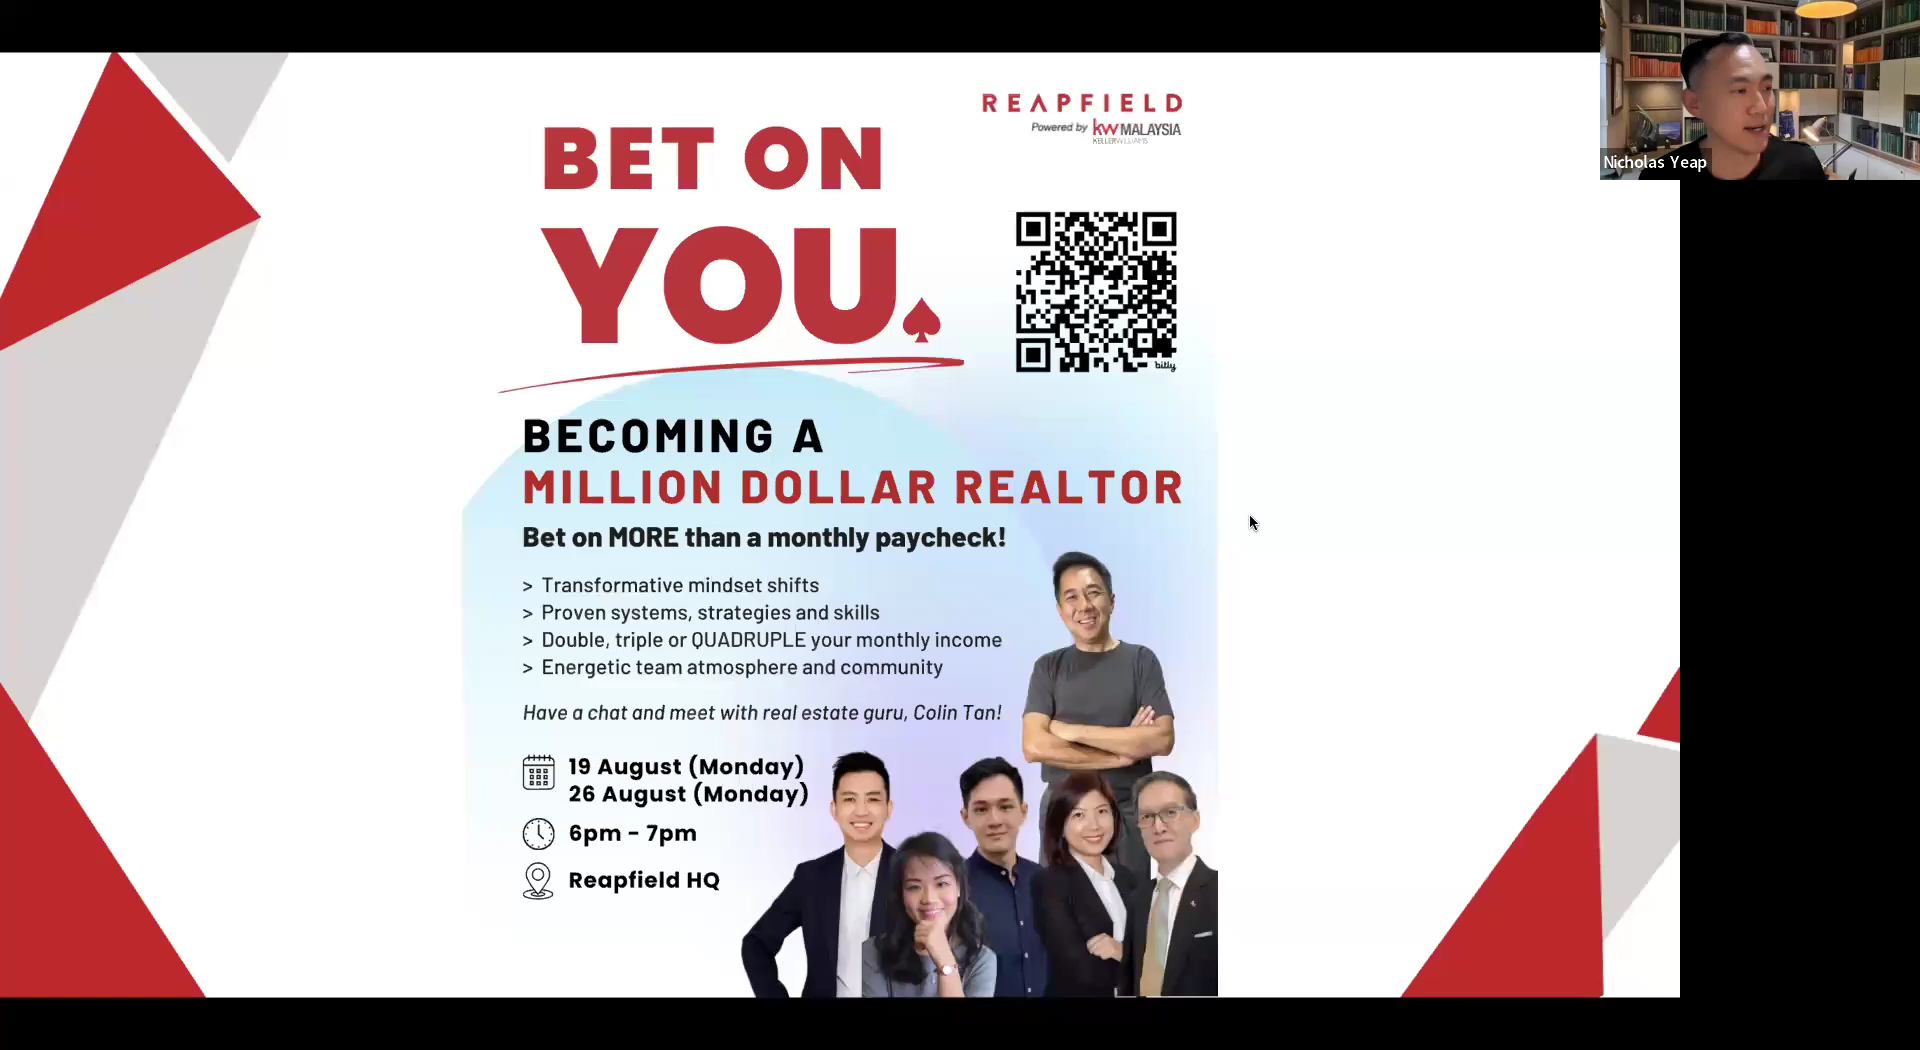 REAPFIELD
Powered by kw MALAYSIA
KELLERWILLIAMS
Nicholas Yeap
BET ON
YOU
bitly
BECOMING A
MILLION DOLLAR REALTOR
Bet on MORE than a monthly paycheck!
> Transformative mindset shifts
> Proven systems, strategies and skills
> Double, triple or QUADRUPLE your monthly income
> Energetic team atmosphere and community
Have a chat and meet with real estate guru, Colin Tan!
19 August (Monday)
26 August (Monday)
6pm - 7pm
Reapfield HQ